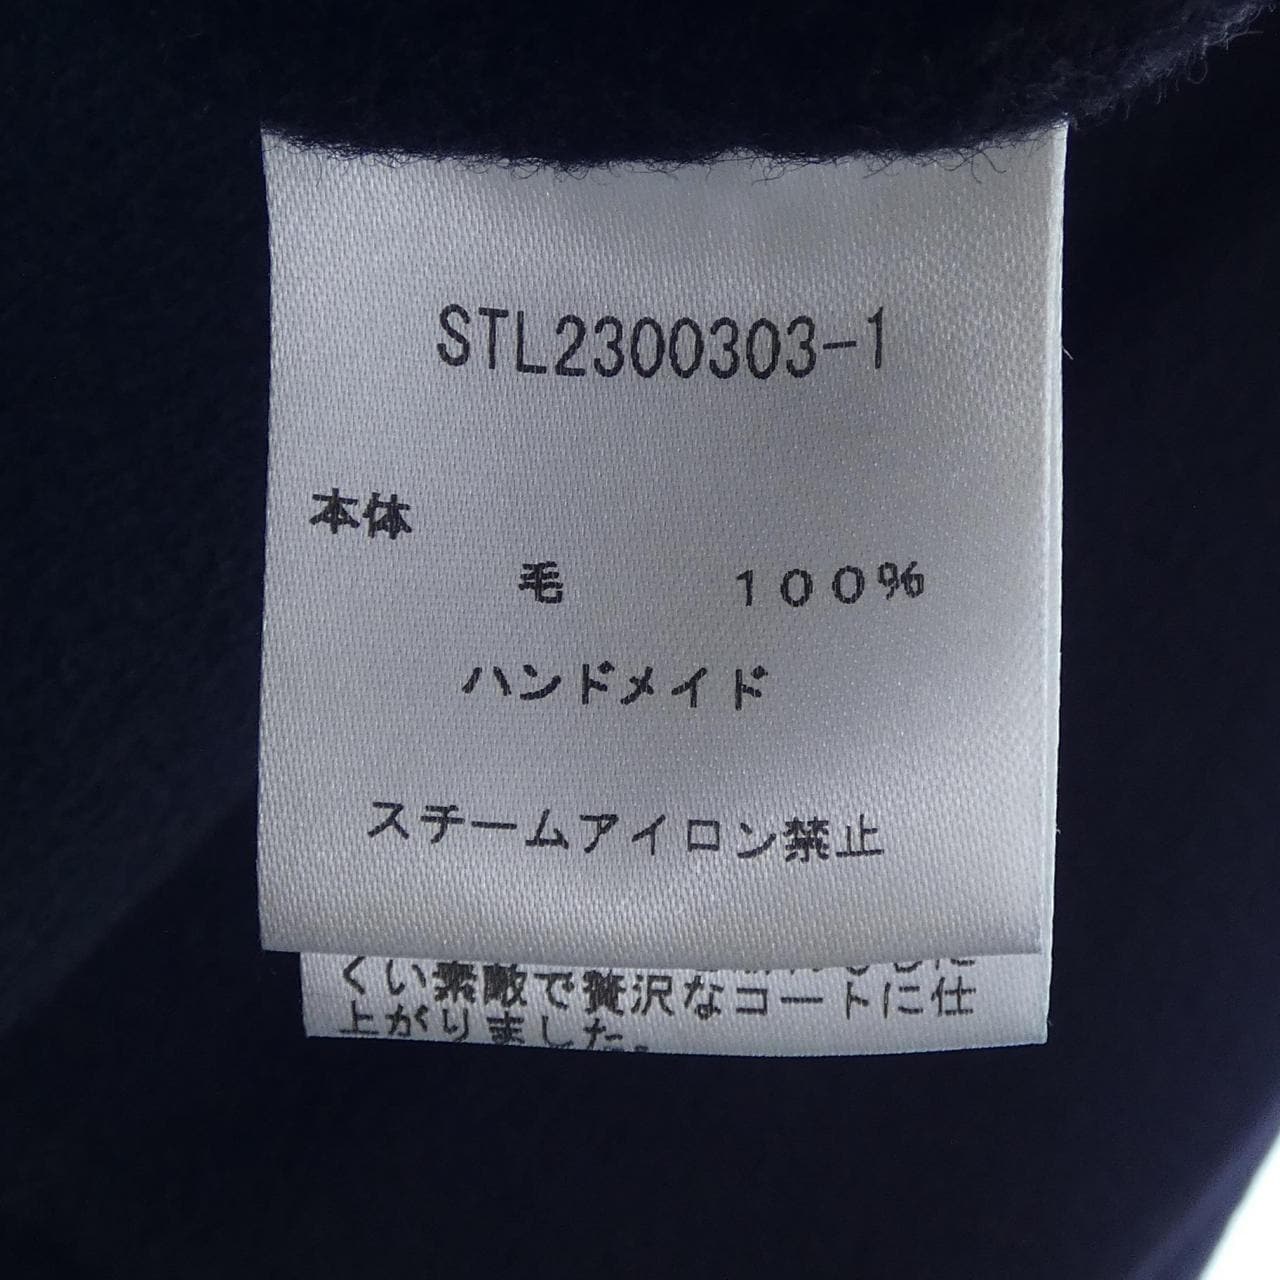 STL2300303-1
本体
毛 100%
ハンドメイド
スチームアイロン禁止
くい素敵で贅沢なコートに仕
上がりました。